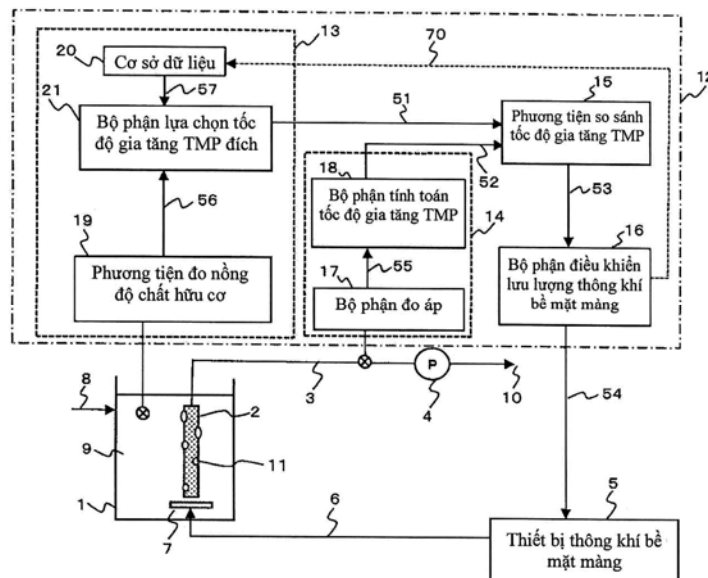 13
70
20
Cơ sở dữ liệu
12
15
21
57
51
Bộ phận lựa chọn tốc
độ gia tăng TMP đích
Phương tiện so sánh
tốc độ gia tăng TMP
18
52
Bộ phận tính toán
tốc độ gia tăng TMP
14
53
56
19
16
Phương tiện đo nồng
độ chất hữu cơ
17
55
Bộ phận đo áp
Bộ phận điều khiển
lưu lượng thông khí
bề mặt màng
P
3
4
10
8
2
54
9
11
1
7
6
5
Thiết bị thông khí bề
mặt màng